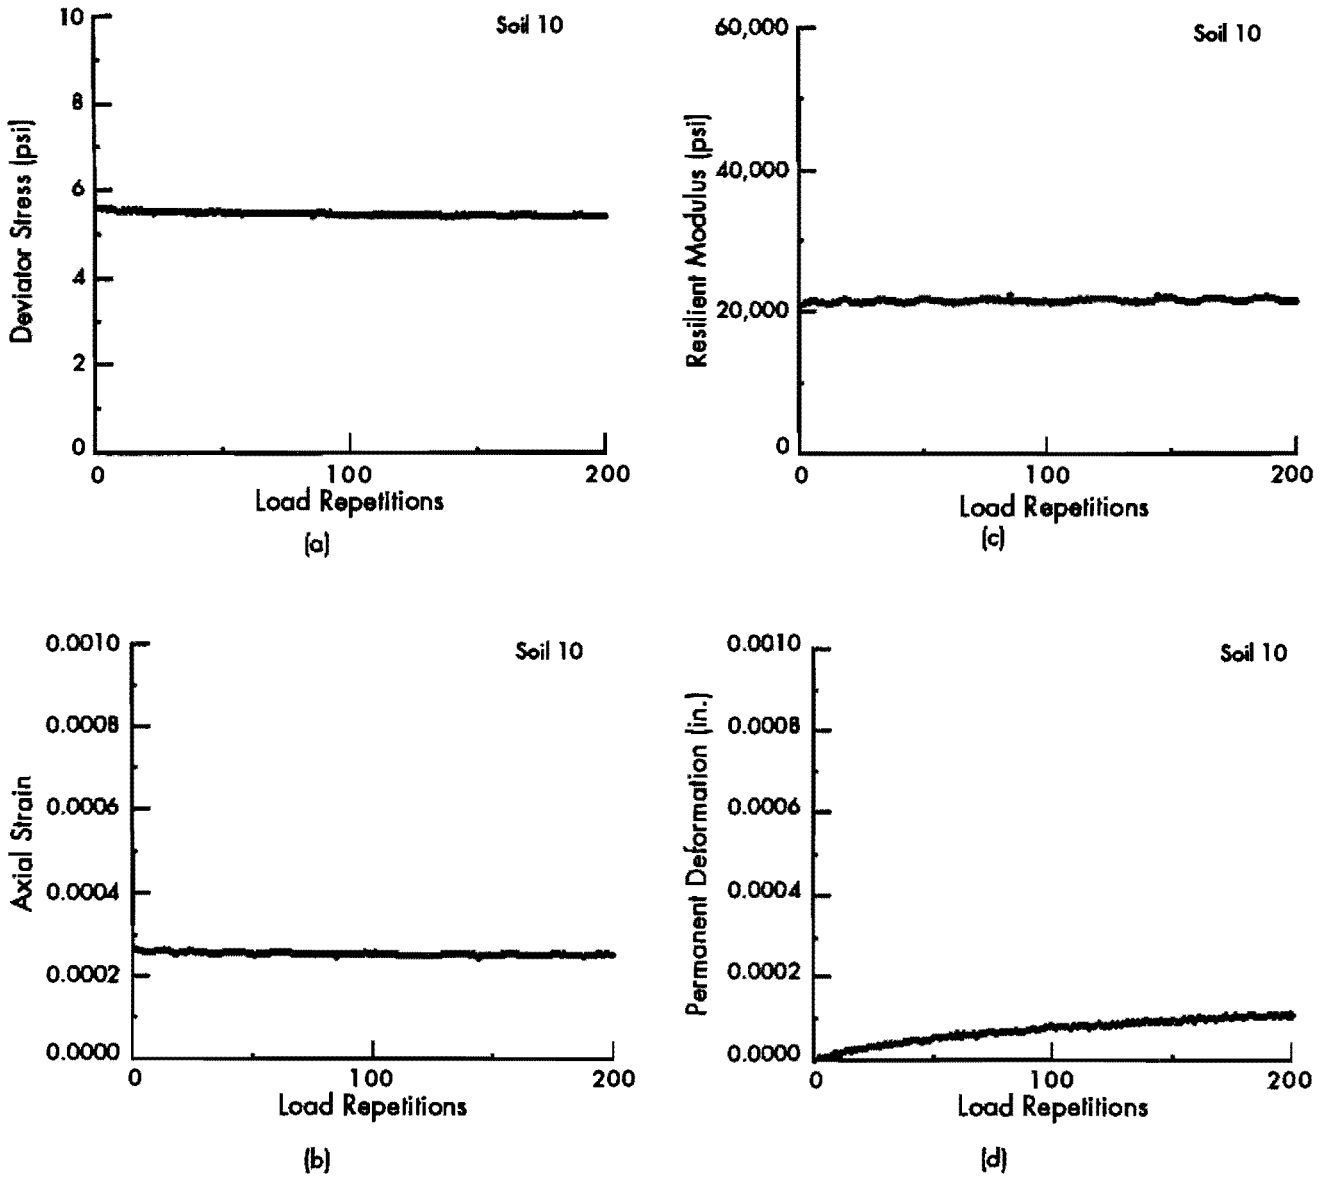 Soil 10
Deviator Stress (psi)
10
8
6
4
2
0
0 100 200
Load Repetitions
(a)
Soil 10
Resilient Modulus (psi)
60,000
40,000
20,000
0
0 100 200
Load Repetitions
(c)
Soil 10
Axial Strain
0.0010
0.0008
0.0006
0.0004
0.0002
0.0000
0 100 200
Load Repetitions
(b)
Soil 10
Permanent Deformation (in.)
0.0010
0.0008
0.0006
0.0004
0.0002
0.0000
0 100 200
Load Repetitions
(d)